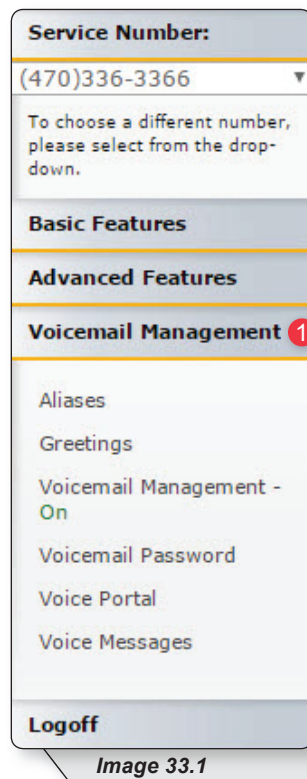 Service Number:
(470)336-3366
To choose a different number,
please select from the drop-
down.
Basic Features
Advanced Features
Voicemail Management 1
Aliases
Greetings
Voicemail Management -
On
Voicemail Password
Voice Portal
Voice Messages
Logoff
Image 33.1